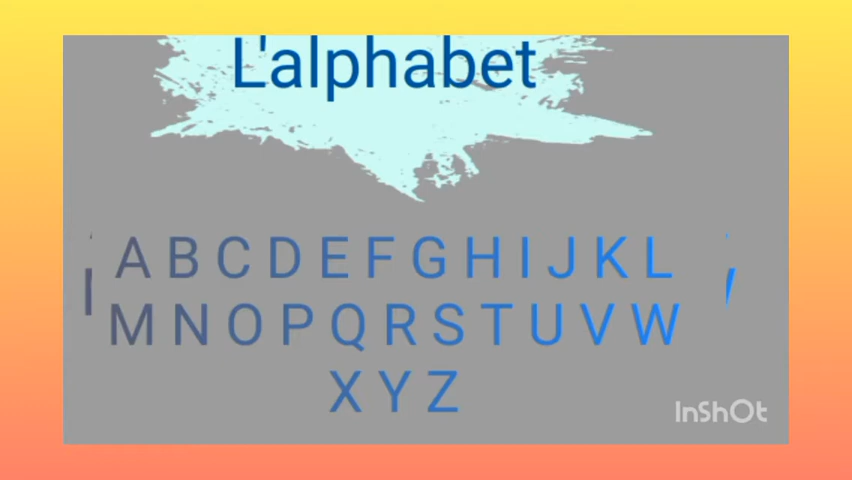 L'alphabet
A B C D E F G H I J K L
M N O P Q R S T U V W
X Y Z
InShOt